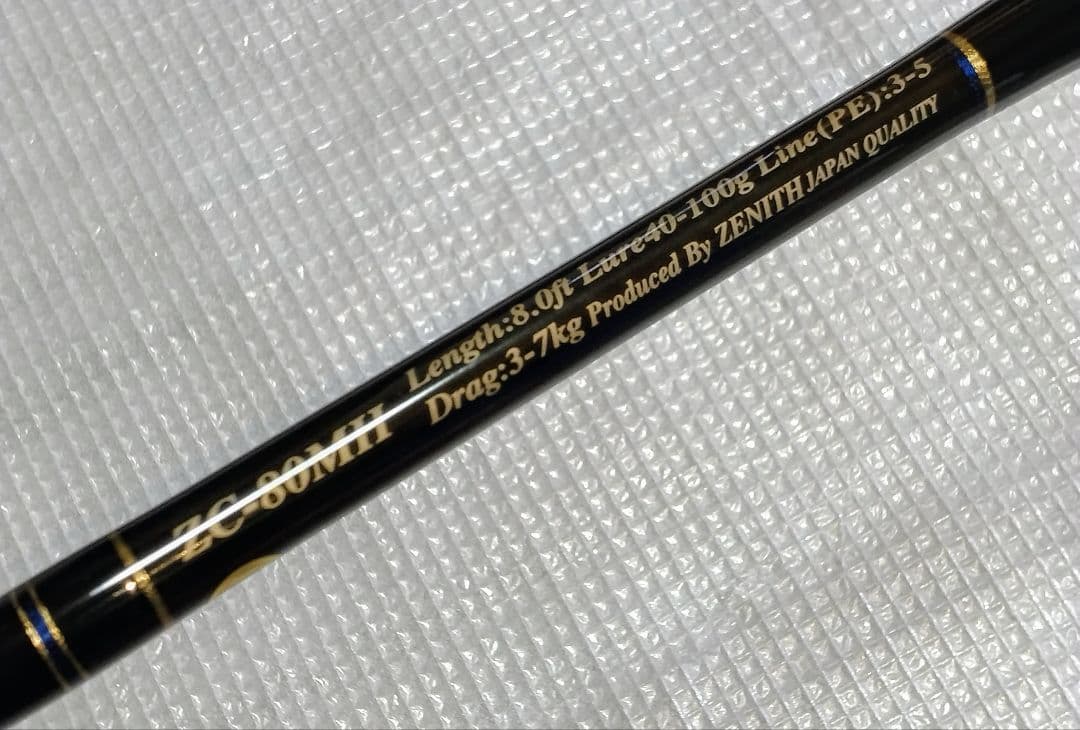 ZC-80MH
Length:8.0ft Lure40-100g Line(PE):3-5
Drag:3-7kg Produced By ZENITH JAPAN QUALITY